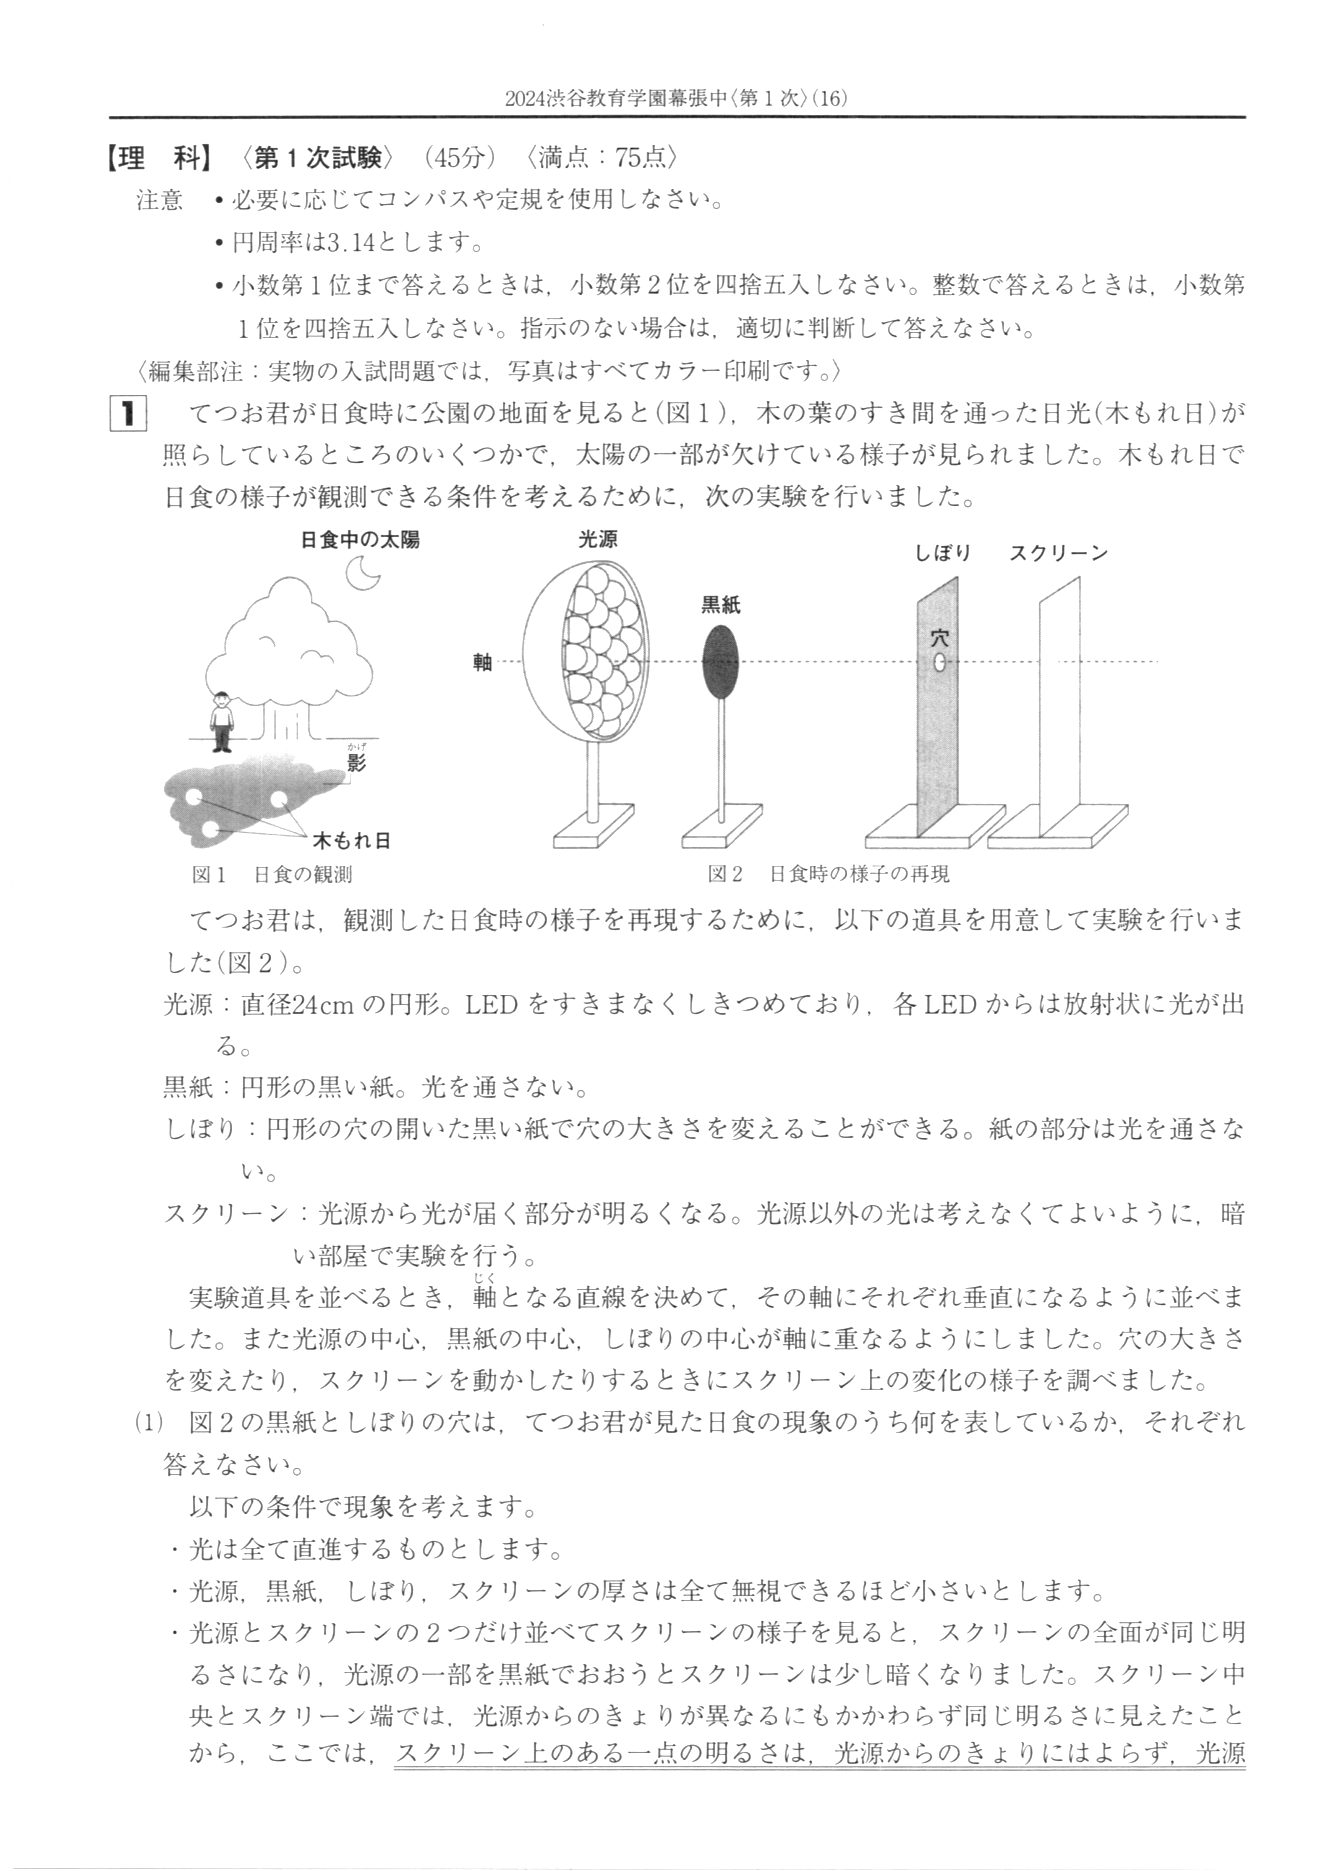 2024渋谷教育学園幕張中〈第1次〉(16)
【理　科】〈第1次試験〉（45分）〈満点：75点〉
注意　• 必要に応じてコンパスや定規を使用しなさい。
• 円周率は3.14とします。
• 小数第1位まで答えるときは，小数第2位を四捨五入しなさい。整数で答えるときは，小数第
1位を四捨五入しなさい。指示のない場合は，適切に判断して答えなさい。
〈編集部注：実物の入試問題では，写真はすべてカラー印刷です。〉
1　てつお君が日食時に公園の地面を見ると(図1)，木の葉のすき間を通った日光(木もれ日)が
照らしているところのいくつかで，太陽の一部が欠けている様子が見られました。木もれ日で
日食の様子が観測できる条件を考えるために，次の実験を行いました。
日食中の太陽
影
かげ
木もれ日
図1　日食の観測
光源
黒紙
しぼり
スクリーン
穴
軸
図2　日食時の様子の再現
てつお君は，観測した日食時の様子を再現するために，以下の道具を用意して実験を行いま
した(図2)。
光源：直径24cm の円形。LED をすきまなくしきつめており，各 LED からは放射状に光が出
る。
黒紙：円形の黒い紙。光を通さない。
しぼり：円形の穴の開いた黒い紙で穴の大きさを変えることができる。紙の部分は光を通さな
い。
スクリーン：光源から光が届く部分が明るくなる。光源以外の光は考えなくてよいように，暗
い部屋で実験を行う。
じく
実験道具を並べるとき，軸となる直線を決めて，その軸にそれぞれ垂直になるように並べま
した。また光源の中心，黒紙の中心，しぼりの中心が軸に重なるようにしました。穴の大きさ
を変えたり，スクリーンを動かしたりするときにスクリーン上の変化の様子を調べました。
(1)　図2の黒紙としぼりの穴は，てつお君が見た日食の現象のうち何を表しているか，それぞれ
答えなさい。
以下の条件で現象を考えます。
・光は全て直進するものとします。
・光源，黒紙，しぼり，スクリーンの厚さは全て無視できるほど小さいとします。
・光源とスクリーンの2つだけ並べてスクリーンの様子を見ると，スクリーンの全面が同じ明
るさになり，光源の一部を黒紙でおおうとスクリーンは少し暗くなりました。スクリーン中
央とスクリーン端では，光源からのきょりが異なるにもかかわらず同じ明るさに見えたこと
から，ここでは，スクリーン上のある一点の明るさは，光源からのきょりにはよらず，光源